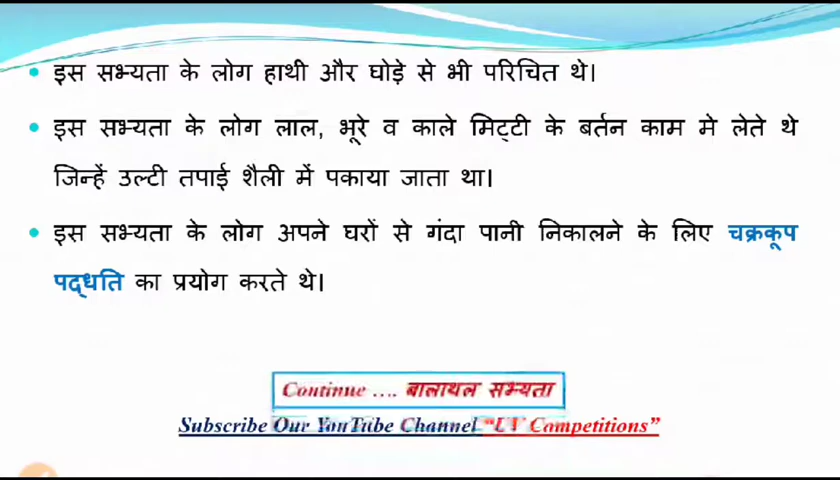 इस सभ्यता के लोग हाथी और घोड़े से भी परिचित थे।
इस सभ्यता के लोग लाल, भूरे व काले मिट्टी के बर्तन काम मे लेते थे
जिन्हें उल्टी तपाई शैली में पकाया जाता था।
इस सभ्यता के लोग अपने घरों से गंदा पानी निकालने के लिए चक्रकूप
पद्धति का प्रयोग करते थे।
Continue .... बालाथल सभ्यता
Subscribe Our YouTube Channel “LV Competitions”